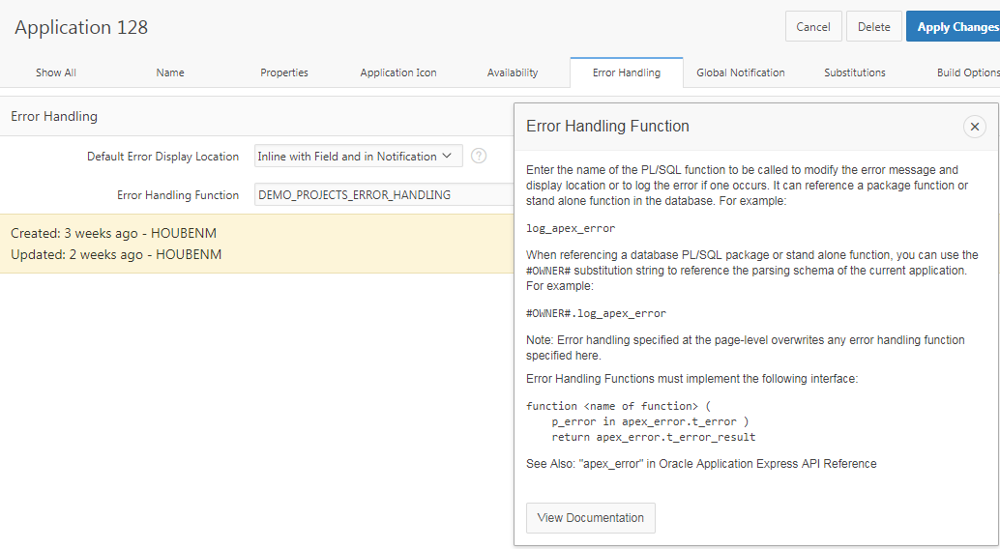 Application 128
Cancel
Delete
Apply Changes
Show All
Name
Properties
Application Icon
Availability
Error Handling
Global Notification
Substitutions
Build Options
Error Handling
Default Error Display Location
Inline with Field and in Notification
?
Error Handling Function
DEMO_PROJECTS_ERROR_HANDLING
Created: 3 weeks ago - HOUBENM
Updated: 2 weeks ago - HOUBENM
Error Handling Function
Enter the name of the PL/SQL function to be called to modify the error message and
display location or to log the error if one occurs. It can reference a package function or
stand alone function in the database. For example:
log_apex_error
When referencing a database PL/SQL package or stand alone function, you can use the
#OWNER# substitution string to reference the parsing schema of the current application.
For example:
#OWNER#.log_apex_error
Note: Error handling specified at the page-level overwrites any error handling function
specified here.
Error Handling Functions must implement the following interface:
function <name of function> (
    p_error in apex_error.t_error )
    return apex_error.t_error_result
See Also: "apex_error" in Oracle Application Express API Reference
View Documentation